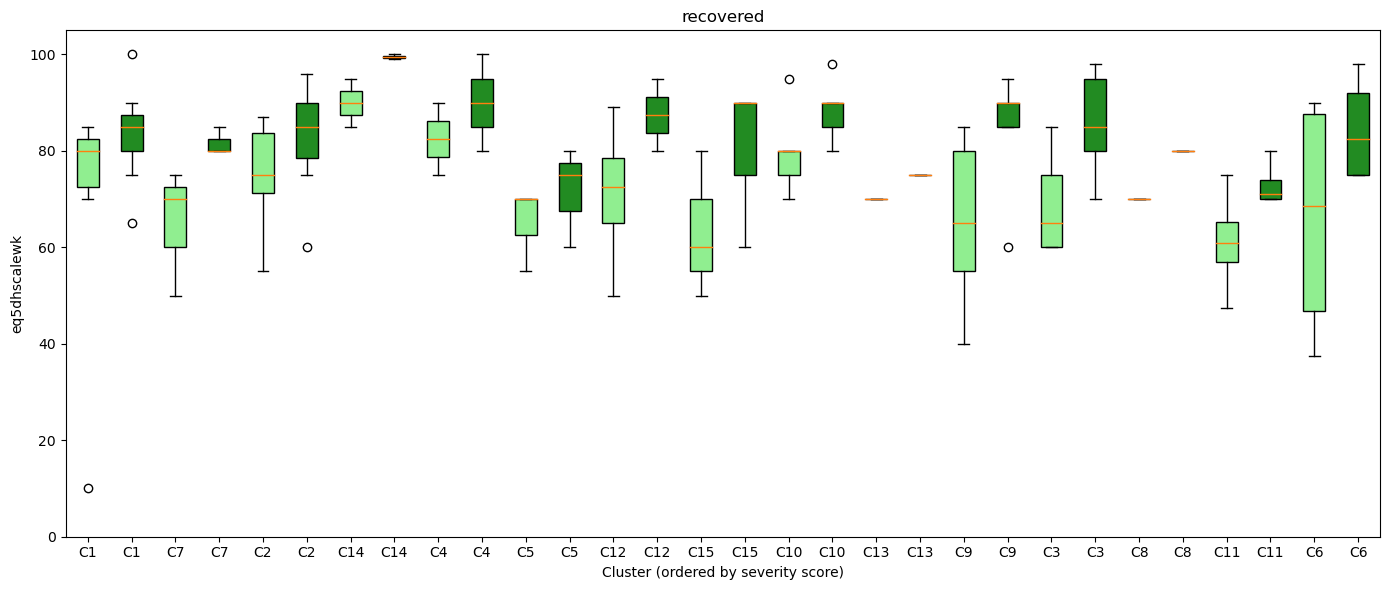 recovered
100
80
60
40
20
0
eq5dhscalewk
C1 C1 C7 C7 C2 C2 C14 C14 C4 C4 C5 C5 C12 C12 C15 C15 C10 C10 C13 C13 C9 C9 C3 C3 C8 C8 C11 C11 C6 C6
Cluster (ordered by severity score)